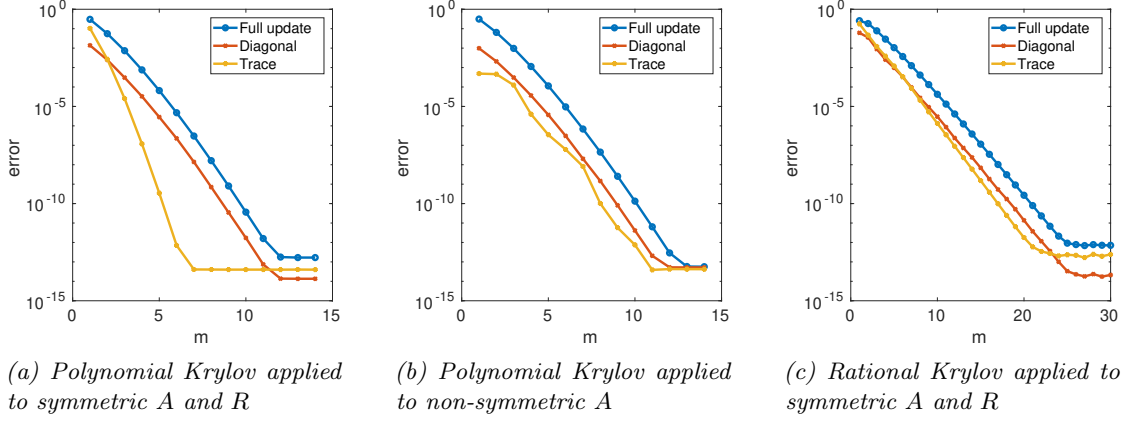 10^0
10^-5
10^-10
10^-15
error
0
5
10
15
m
Full update
Diagonal
Trace
(a) Polynomial Krylov applied
to symmetric A and R
10^0
10^-5
10^-10
10^-15
error
0
5
10
15
m
Full update
Diagonal
Trace
(b) Polynomial Krylov applied
to non-symmetric A
10^0
10^-5
10^-10
10^-15
error
0
10
20
30
m
Full update
Diagonal
Trace
(c) Rational Krylov applied to
symmetric A and R